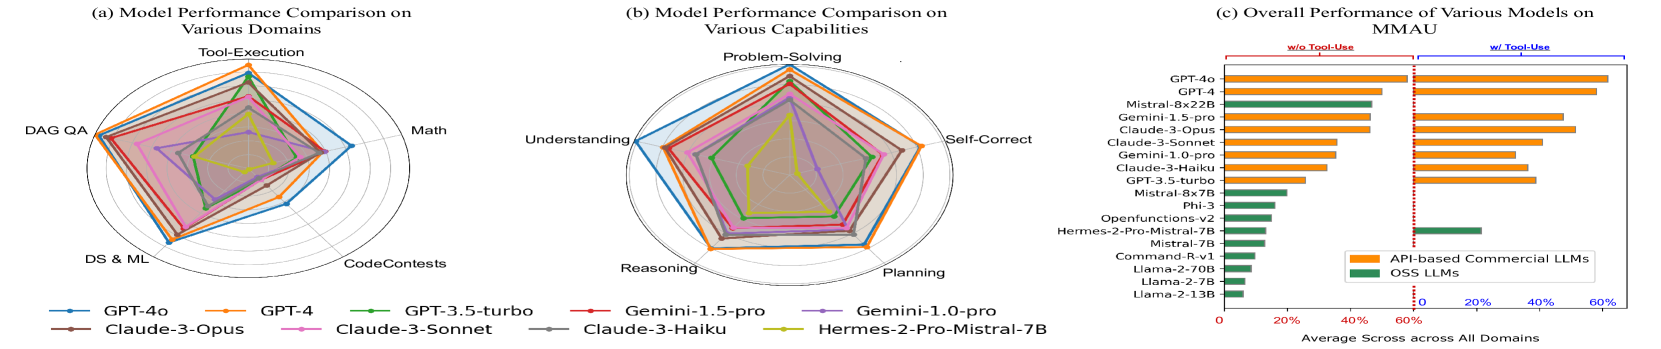 (a) Model Performance Comparison on
Various Domains
Tool-Execution
DAG QA
Math
DS & ML
CodeContests
(b) Model Performance Comparison on
Various Capabilities
Problem-Solving
Understanding
Self-Correct
Reasoning
Planning
GPT-4o
GPT-4
GPT-3.5-turbo
Gemini-1.5-pro
Gemini-1.0-pro
Claude-3-Opus
Claude-3-Sonnet
Claude-3-Haiku
Hermes-2-Pro-Mistral-7B
(c) Overall Performance of Various Models on
MMAU
w/o Tool-Use
w/ Tool-Use
GPT-4o
GPT-4
Mistral-8x22B
Gemini-1.5-pro
Claude-3-Opus
Claude-3-Sonnet
Gemini-1.0-pro
Claude-3-Haiku
GPT-3.5-turbo
Mistral-8x7B
Phi-3
Openfunctions-v2
Hermes-2-Pro-Mistral-7B
Mistral-7B
Command-R-v1
Llama-2-70B
Llama-2-7B
Llama-2-13B
API-based Commercial LLMs
OSS LLMs
0 20% 40% 60%
0 20% 40% 60%
Average Scross across All Domains